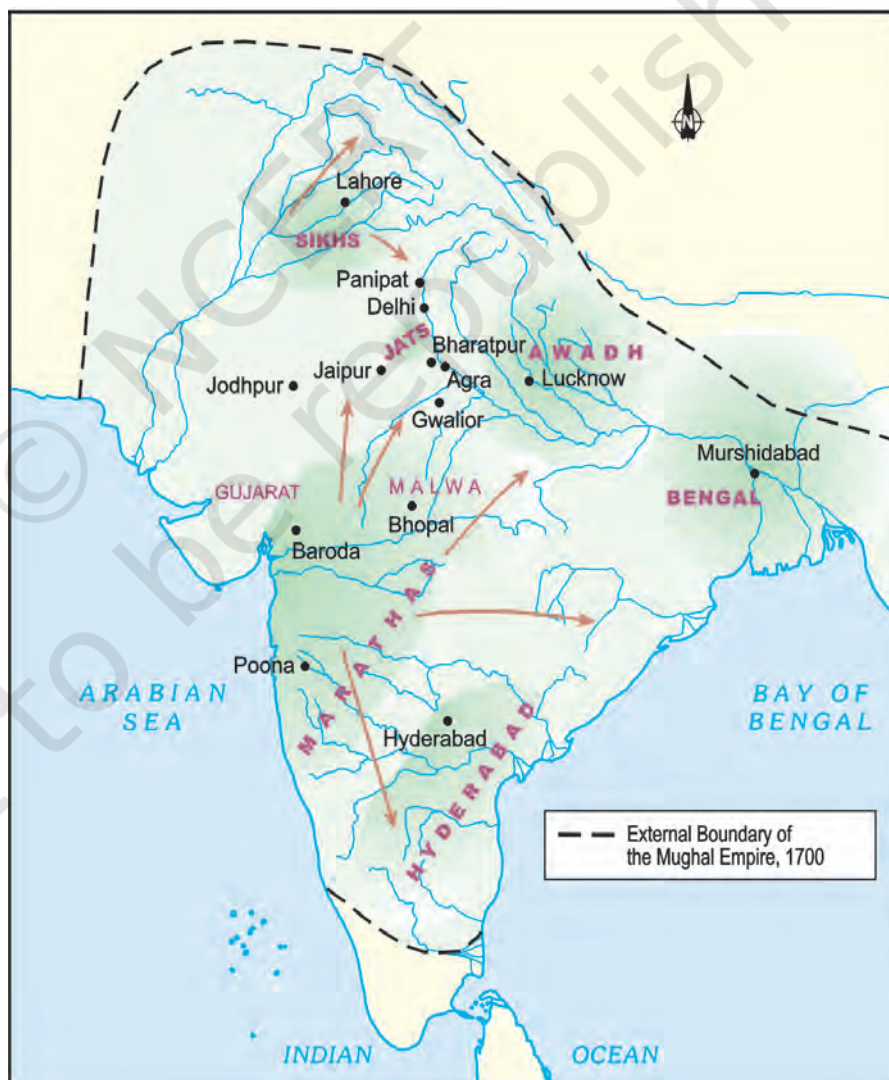 © NCERT
to be republished
N
Lahore
SIKHS
Panipat
Delhi
JATS
Bharatpur
AWADH
Jaipur
Agra
Lucknow
Jodhpur
Gwalior
Murshidabad
GUJARAT
MALWA
BENGAL
Bhopal
Baroda
MARATHAS
Poona
ARABIAN
SEA
BAY OF
BENGAL
Hyderabad
HYDERABAD
External Boundary of
the Mughal Empire, 1700
INDIAN
OCEAN